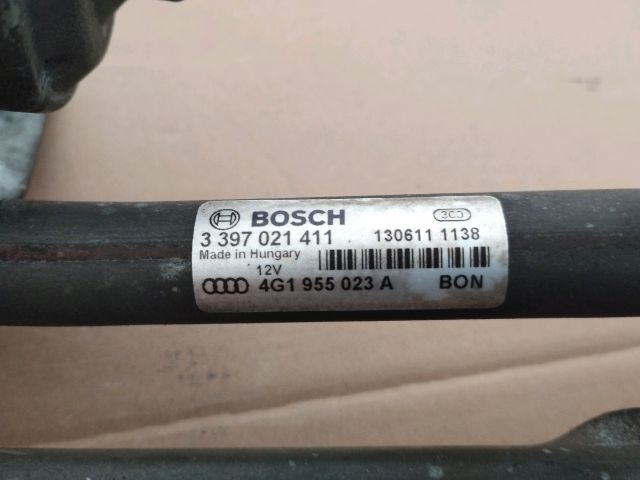 BOSCH
3 397 021 411 130611 1138
Made in Hungary
12V
4G1 955 023 A BON